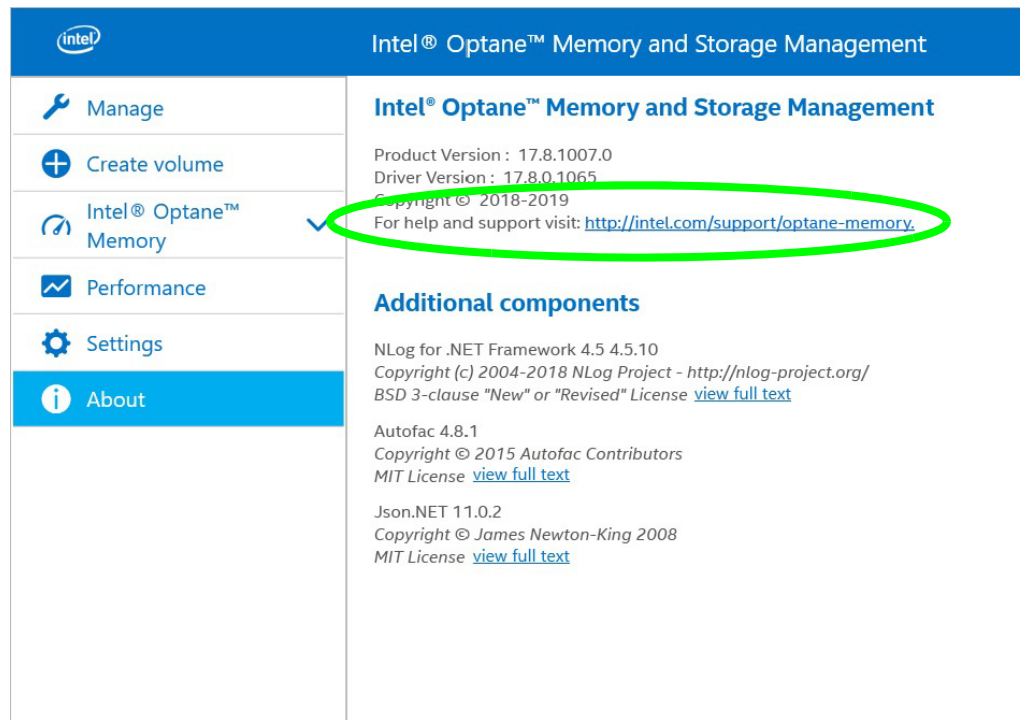 intel
Intel® Optane™ Memory and Storage Management
Manage
Create volume
Intel® Optane™
Memory
Performance
Settings
About
Intel® Optane™ Memory and Storage Management
Product Version : 17.8.1007.0
Driver Version : 17.8.0.1065
Copyright © 2018-2019
For help and support visit: http://intel.com/support/optane-memory.
Additional components
NLog for .NET Framework 4.5 4.5.10
Copyright (c) 2004-2018 NLog Project - http://nlog-project.org/
BSD 3-clause "New" or "Revised" License view full text
Autofac 4.8.1
Copyright © 2015 Autofac Contributors
MIT License view full text
Json.NET 11.0.2
Copyright © James Newton-King 2008
MIT License view full text